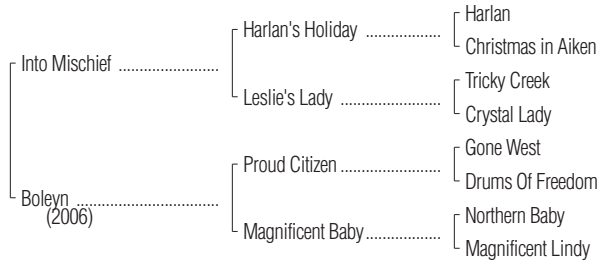 Harlan
Harlan's Holiday ..................
Christmas in Aiken
Into Mischief ........................
Tricky Creek
Leslie's Lady ........................
Crystal Lady
Gone West
Proud Citizen ........................
Drums Of Freedom
Boleyn ..................................
(2006)
Northern Baby
Magnificent Baby..................
Magnificent Lindy